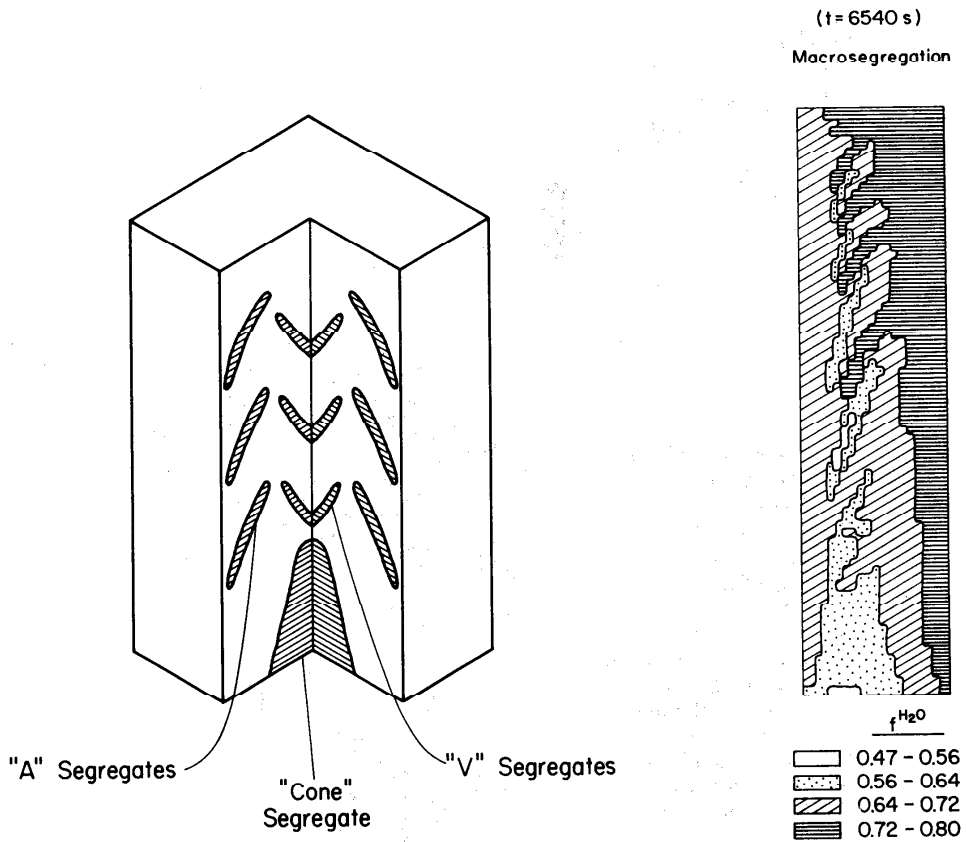 (t=6540 s)
Macrosegregation
"A" Segregates
"Cone"
Segregate
"V" Segregates
f^H₂O
0.47 – 0.56
0.56 – 0.64
0.64 – 0.72
0.72 – 0.80